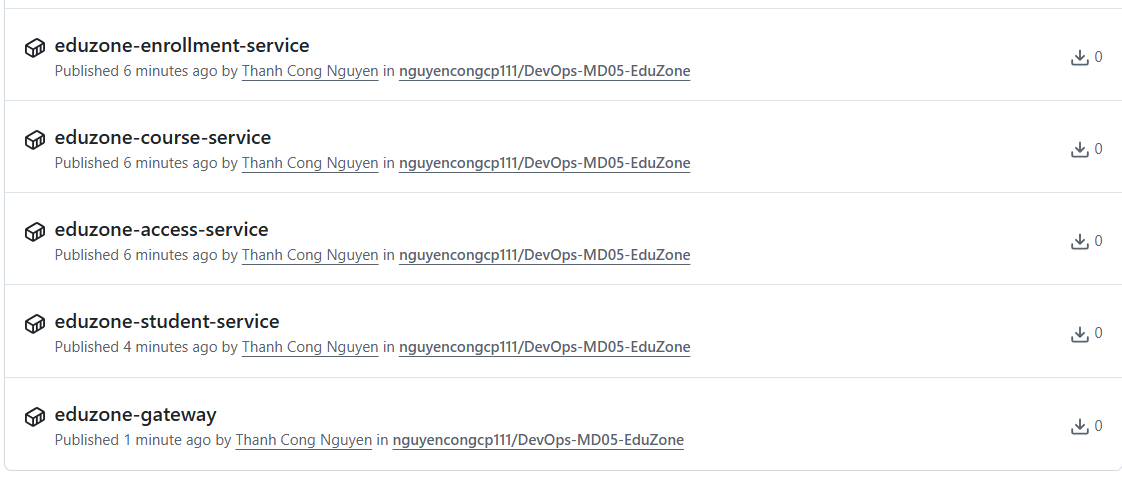 eduzone-enrollment-service
Published 6 minutes ago by Thanh Cong Nguyen in nguyencongcp111/DevOps-MD05-EduZone
0
eduzone-course-service
Published 6 minutes ago by Thanh Cong Nguyen in nguyencongcp111/DevOps-MD05-EduZone
0
eduzone-access-service
Published 6 minutes ago by Thanh Cong Nguyen in nguyencongcp111/DevOps-MD05-EduZone
0
eduzone-student-service
Published 4 minutes ago by Thanh Cong Nguyen in nguyencongcp111/DevOps-MD05-EduZone
0
eduzone-gateway
Published 1 minute ago by Thanh Cong Nguyen in nguyencongcp111/DevOps-MD05-EduZone
0